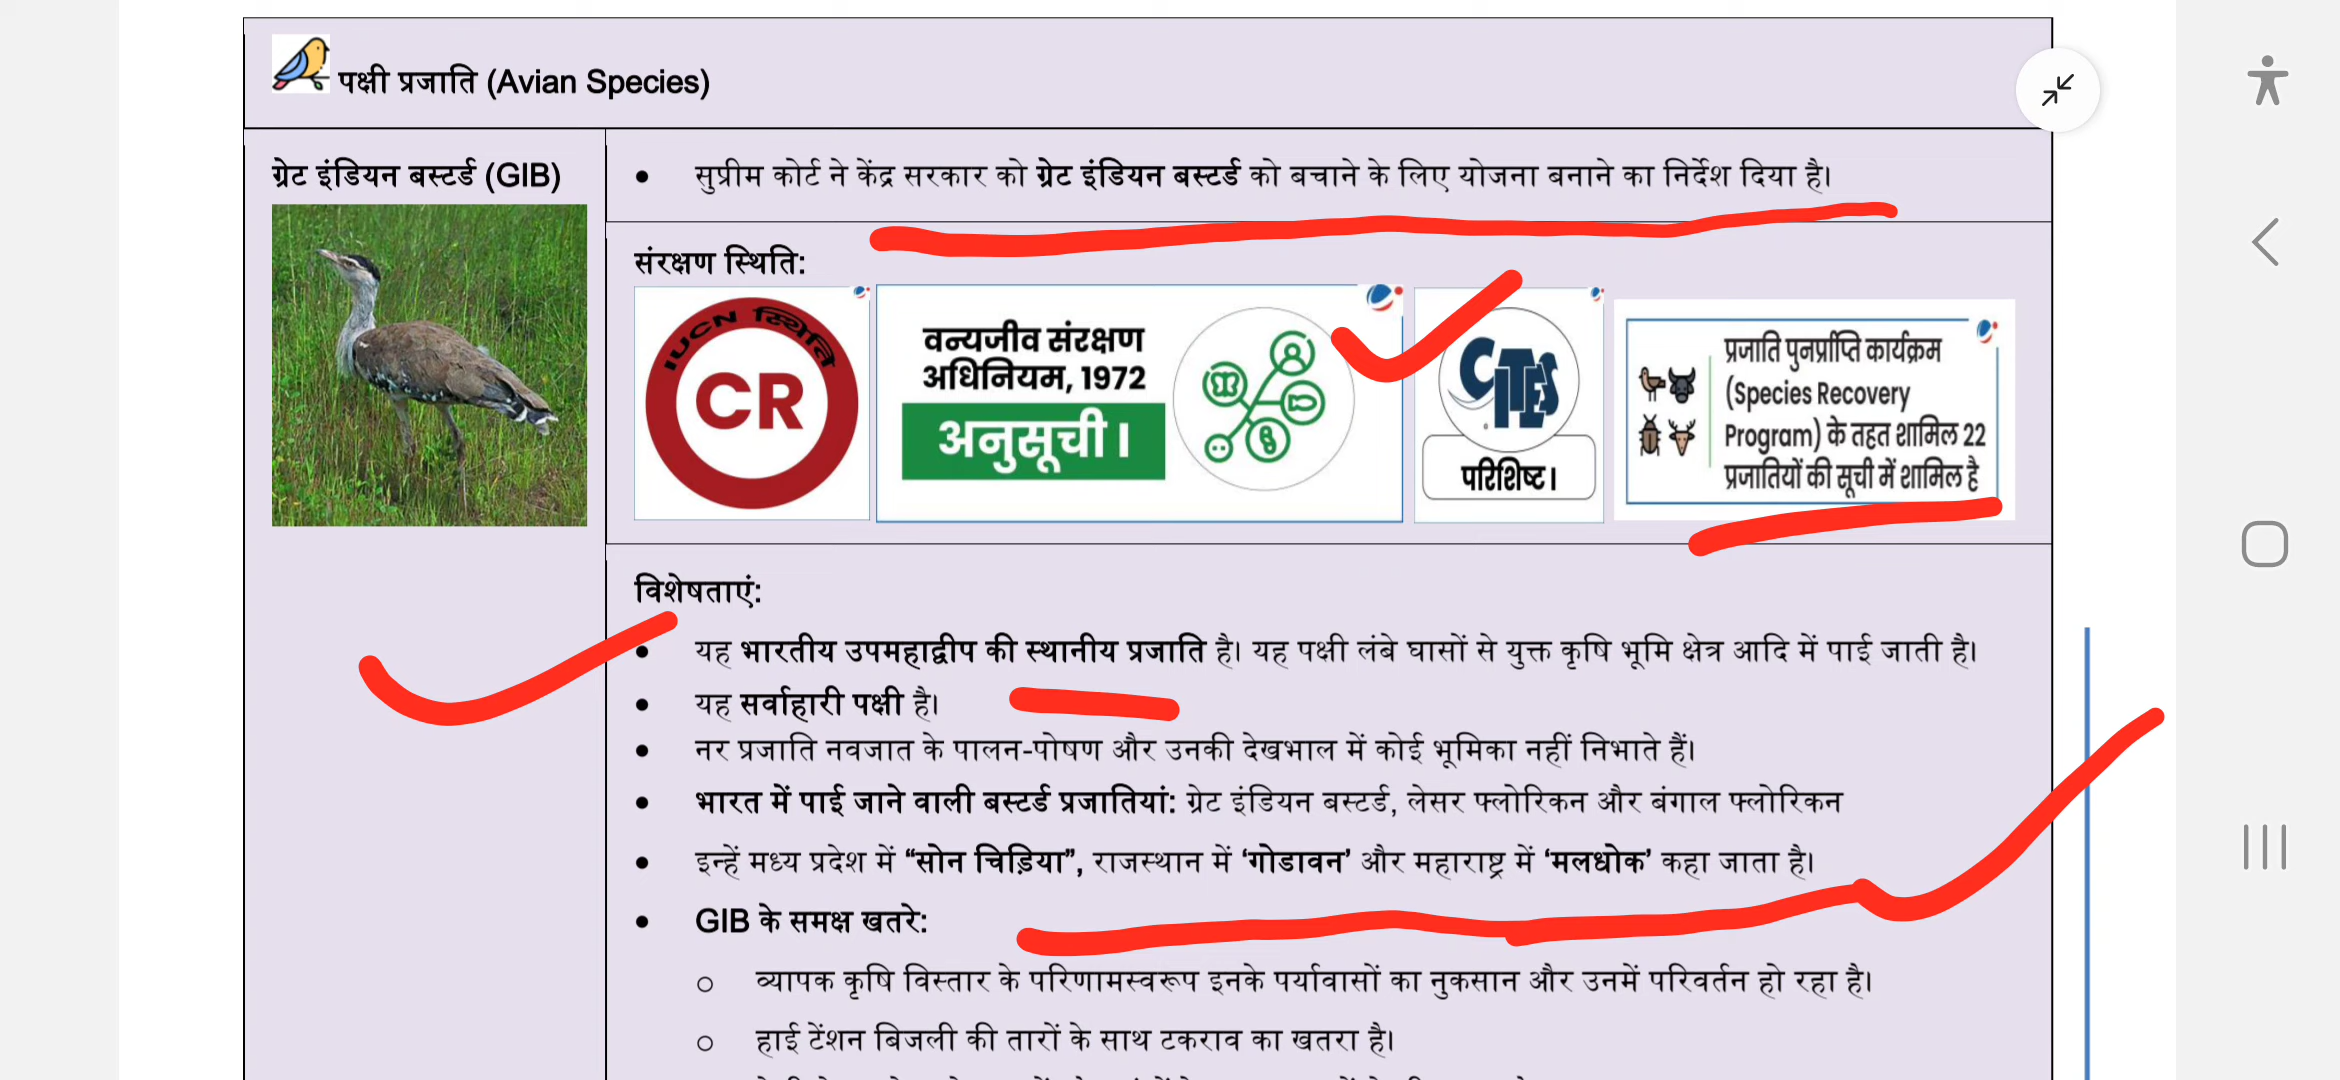 पक्षी प्रजाति (Avian Species)
ग्रेट इंडियन बस्टर्ड (GIB)
सुप्रीम कोर्ट ने केंद्र सरकार को ग्रेट इंडियन बस्टर्ड को बचाने के लिए योजना बनाने का निर्देश दिया है।
संरक्षण स्थिति:
IUCN स्थिति
CR
वन्यजीव संरक्षण
अधिनियम, 1972
अनुसूची I
CITES
परिशिष्ट I
प्रजाति पुनर्प्राप्ति कार्यक्रम
(Species Recovery
Program) के तहत शामिल 22
प्रजातियों की सूची में शामिल है
विशेषताएं:
यह भारतीय उपमहाद्वीप की स्थानीय प्रजाति है। यह पक्षी लंबे घासों से युक्त कृषि भूमि क्षेत्र आदि में पाई जाती है।
यह सर्वाहारी पक्षी है।
नर प्रजाति नवजात के पालन-पोषण और उनकी देखभाल में कोई भूमिका नहीं निभाते हैं।
भारत में पाई जाने वाली बस्टर्ड प्रजातियां: ग्रेट इंडियन बस्टर्ड, लेसर फ्लोरिकन और बंगाल फ्लोरिकन
इन्हें मध्य प्रदेश में “सोन चिड़िया”, राजस्थान में ‘गोडावन’ और महाराष्ट्र में ‘मलधोक’ कहा जाता है।
GIB के समक्ष खतरे:
व्यापक कृषि विस्तार के परिणामस्वरूप इनके पर्यावासों का नुकसान और उनमें परिवर्तन हो रहा है।
हाई टेंशन बिजली की तारों के साथ टकराव का खतरा है।